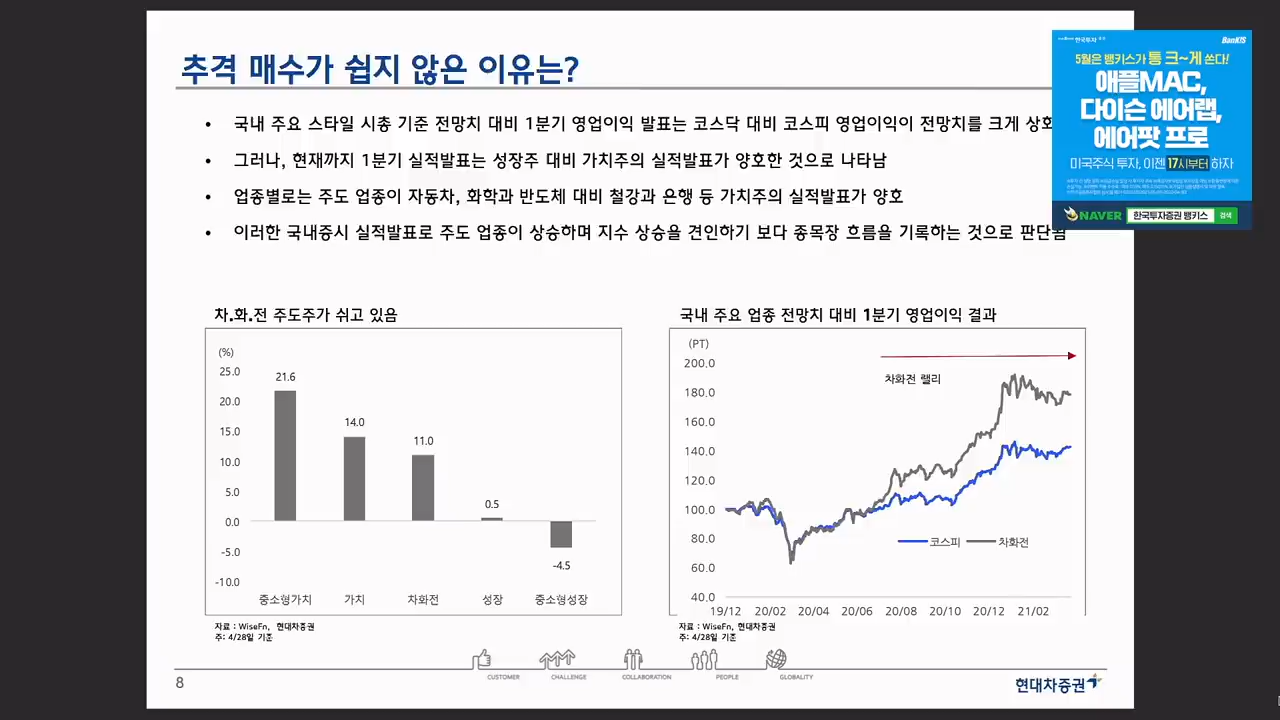 추격 매수가 쉽지 않은 이유는?
• 국내 주요 스타일 시총 기준 전망치 대비 1분기 영업이익 발표는 코스닥 대비 코스피 영업이익이 전망치를 크게 상회
• 그러나, 현재까지 1분기 실적발표는 성장주 대비 가치주의 실적발표가 양호한 것으로 나타남
• 업종별로는 주도 업종이 자동차, 화학과 반도체 대비 철강과 은행 등 가치주의 실적발표가 양호
• 이러한 국내증시 실적발표로 주도 업종이 상승하며 지수 상승을 견인하기 보다 종목장 흐름을 기록하는 것으로 판단됨
한국투자증권
BanKIS
5월은 뱅키스가 통 크~게 쏜다!
애플MAC,
다이슨 에어랩,
에어팟 프로
미국주식 투자, 이젠 17시부터 하자
NAVER 한국투자증권 뱅키스 검색
차.화.전 주도주가 쉬고 있음
(%)
25.0
20.0
15.0
10.0
5.0
0.0
-5.0
-10.0
21.6
14.0
11.0
0.5
-4.5
중소형가치 가치 차화전 성장 중소형성장
자료 : WiseFn, 현대차증권
주: 4/28일 기준
국내 주요 업종 전망치 대비 1분기 영업이익 결과
(PT)
200.0
180.0
160.0
140.0
120.0
100.0
80.0
60.0
40.0
차화전 랠리
코스피 차화전
19/12 20/02 20/04 20/06 20/08 20/10 20/12 21/02
자료 : WiseFn, 현대차증권
주: 4/28일 기준
CUSTOMER CHALLENGE COLLABORATION PEOPLE GLOBALITY
8
현대차증권